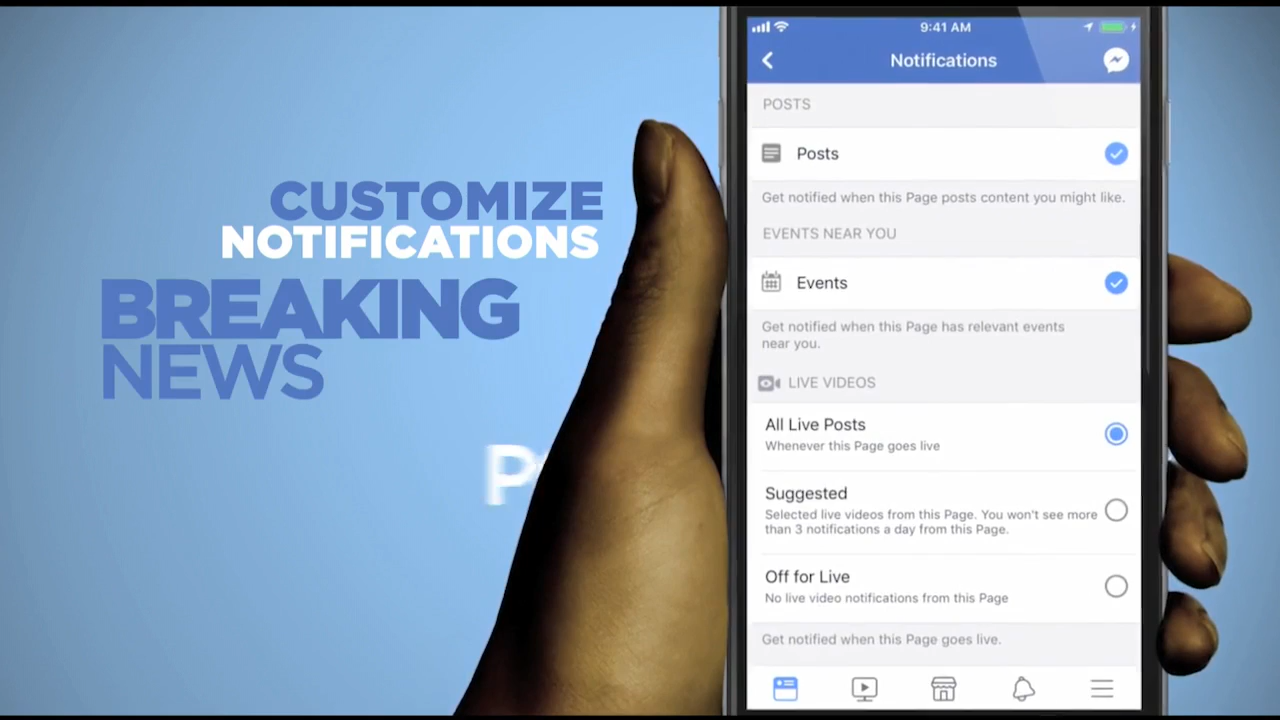 CUSTOMIZE
NOTIFICATIONS
BREAKING
NEWS
9:41 AM
Notifications
POSTS
Posts
Get notified when this Page posts content you might like.
EVENTS NEAR YOU
Events
Get notified when this Page has relevant events
near you.
LIVE VIDEOS
All Live Posts
Whenever this Page goes live
Suggested
Selected live videos from this Page. You won't see more
than 3 notifications a day from this Page.
Off for Live
No live video notifications from this Page
Get notified when this Page goes live.